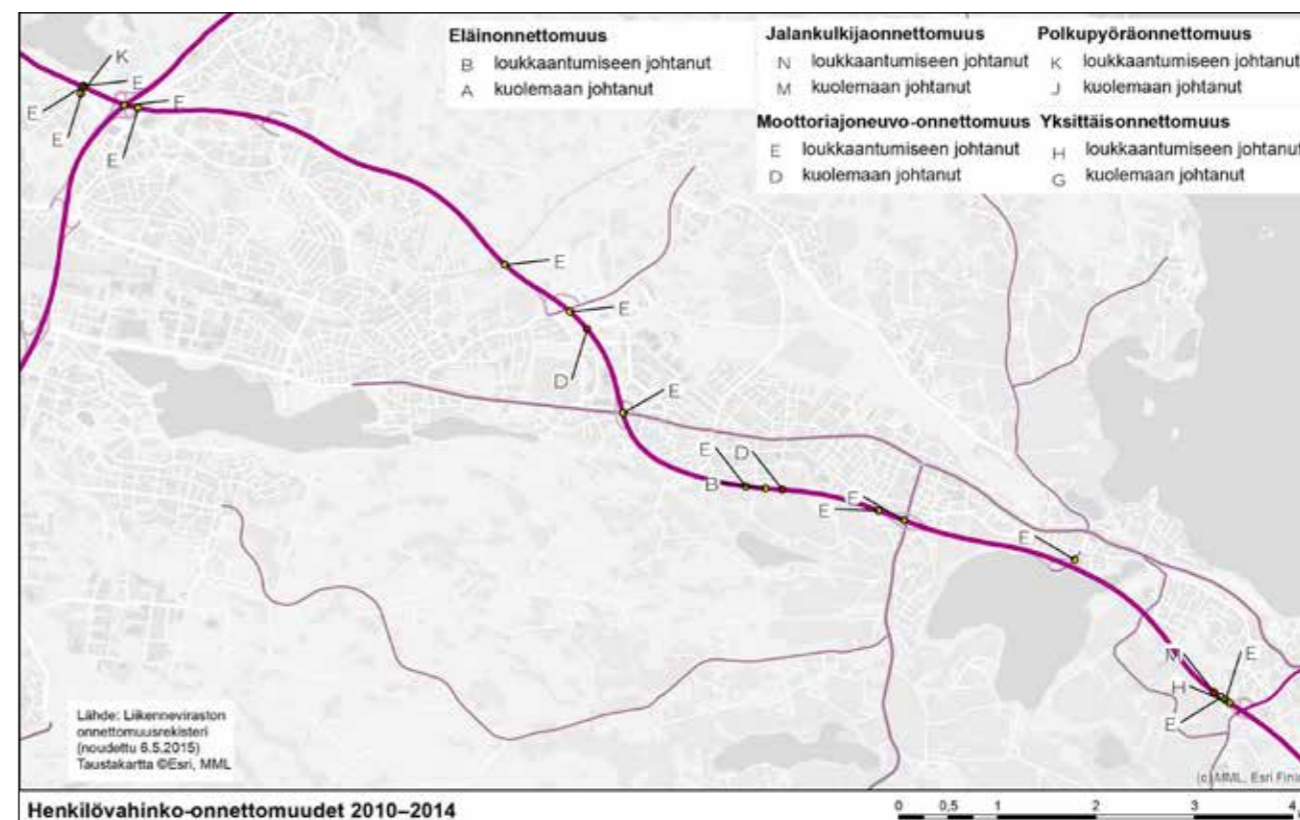 Eläinonnettomuus
B loukkaantumiseen johtanut
A kuolemaan johtanut
Jalankulkijaonnettomuus
N loukkaantumiseen johtanut
M kuolemaan johtanut
Polkupyöräonnettomuus
K loukkaantumiseen johtanut
J kuolemaan johtanut
Moottoriajoneuvo-onnettomuus
E loukkaantumiseen johtanut
D kuolemaan johtanut
Yksittäisonnettomuus
H loukkaantumiseen johtanut
G kuolemaan johtanut
K
E
E
E
E
E
E
E
D
E
E
D
B
E
E
E
M
E
H
E
Lähde: Liikenneviraston
onnettomuusrekisteri
(noudettu 6.5.2015)
Taustakartta ©Esri, MML
(c) MML, Esri
Henkilövahinko-onnettomuudet 2010–2014
0 0,5 1 2 3 4